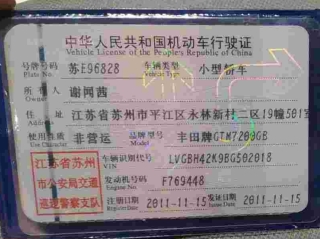 中华人民共和国机动车行驶证
Vehicle License of the People's Republic of China
号牌号码 苏E96828 车辆类型 小型轿车
Plate No. Vehicle Type
所有人 谢闻茜
Owner
住址 江苏省苏州市平江区永林新村二区19幢501室
Address
使用性质 非营运 品牌型号 丰田牌GTM7200GB
Use Character Model
江苏省苏州市公安局交通巡逻警察支队
车辆识别代号 LVGBH42K9BG502018
VIN
发动机号码 F769448
Engine No.
注册日期 2011-11-15 发证日期 2011-11-15
Register Date Issue Date